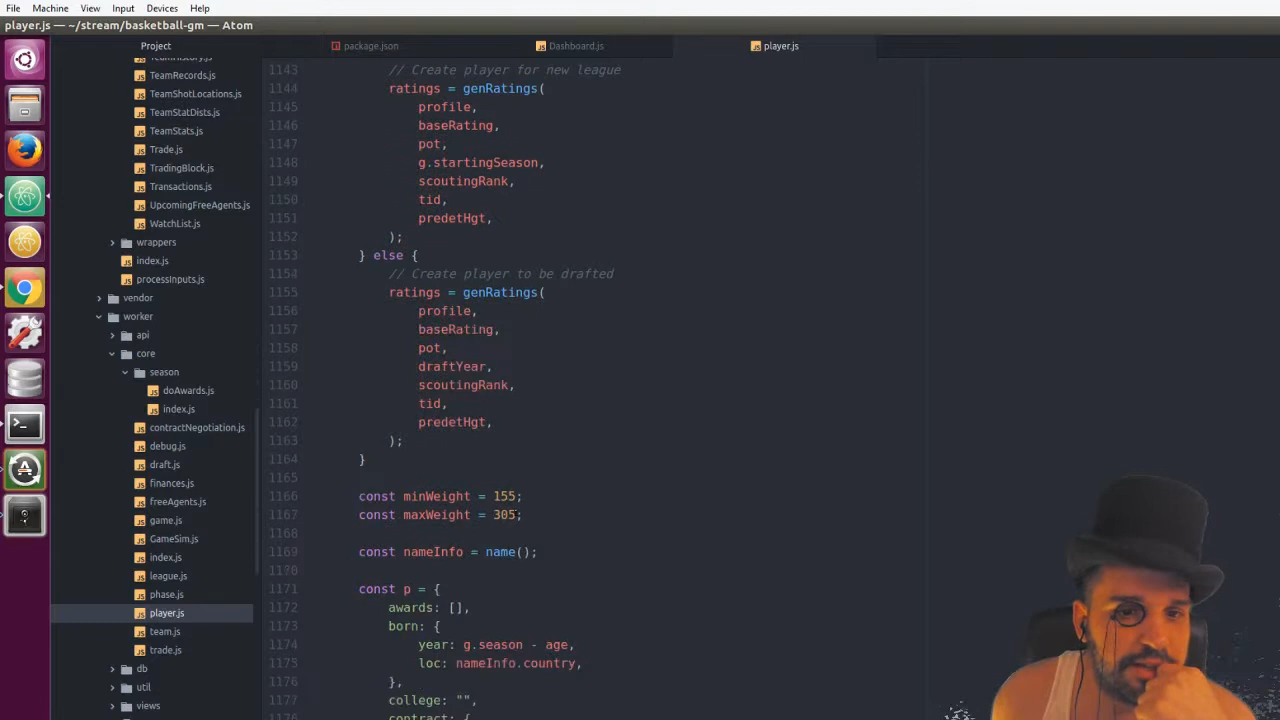 File Machine View Input Devices Help
player.js — ~/stream/basketball-gm — Atom
Project
package.json
Dashboard.js
player.js
TeamHistory.js
TeamRecords.js
TeamShotLocations.js
TeamStatDists.js
TeamStats.js
Trade.js
TradingBlock.js
Transactions.js
UpcomingFreeAgents.js
WatchList.js
wrappers
index.js
processInputs.js
vendor
worker
api
core
season
doAwards.js
index.js
contractNegotiation.js
debug.js
draft.js
finances.js
freeAgents.js
game.js
GameSim.js
index.js
league.js
phase.js
player.js
team.js
trade.js
db
util
views
1143 // Create player for new league
1144 ratings = genRatings(
1145 profile,
1146 baseRating,
1147 pot,
1148 g.startingSeason,
1149 scoutingRank,
1150 tid,
1151 predetHgt,
1152 );
1153 } else {
1154 // Create player to be drafted
1155 ratings = genRatings(
1156 profile,
1157 baseRating,
1158 pot,
1159 draftYear,
1160 scoutingRank,
1161 tid,
1162 predetHgt,
1163 );
1164 }
1165
1166 const minWeight = 155;
1167 const maxWeight = 305;
1168
1169 const nameInfo = name();
1170
1171 const p = {
1172 awards: [],
1173 born: {
1174 year: g.season - age,
1175 loc: nameInfo.country,
1176 },
1177 college: "",
1178 contract: {